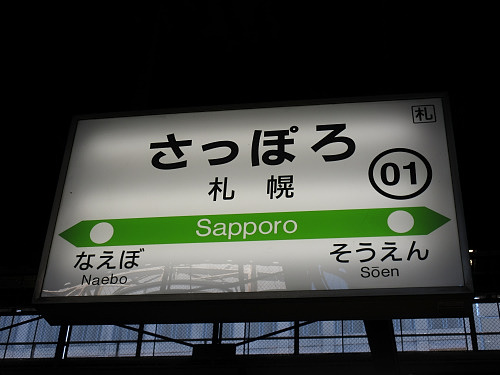 札
さっぽろ
札幌
01
Sapporo
なえぼ
Naebo
そうえん
Sōen